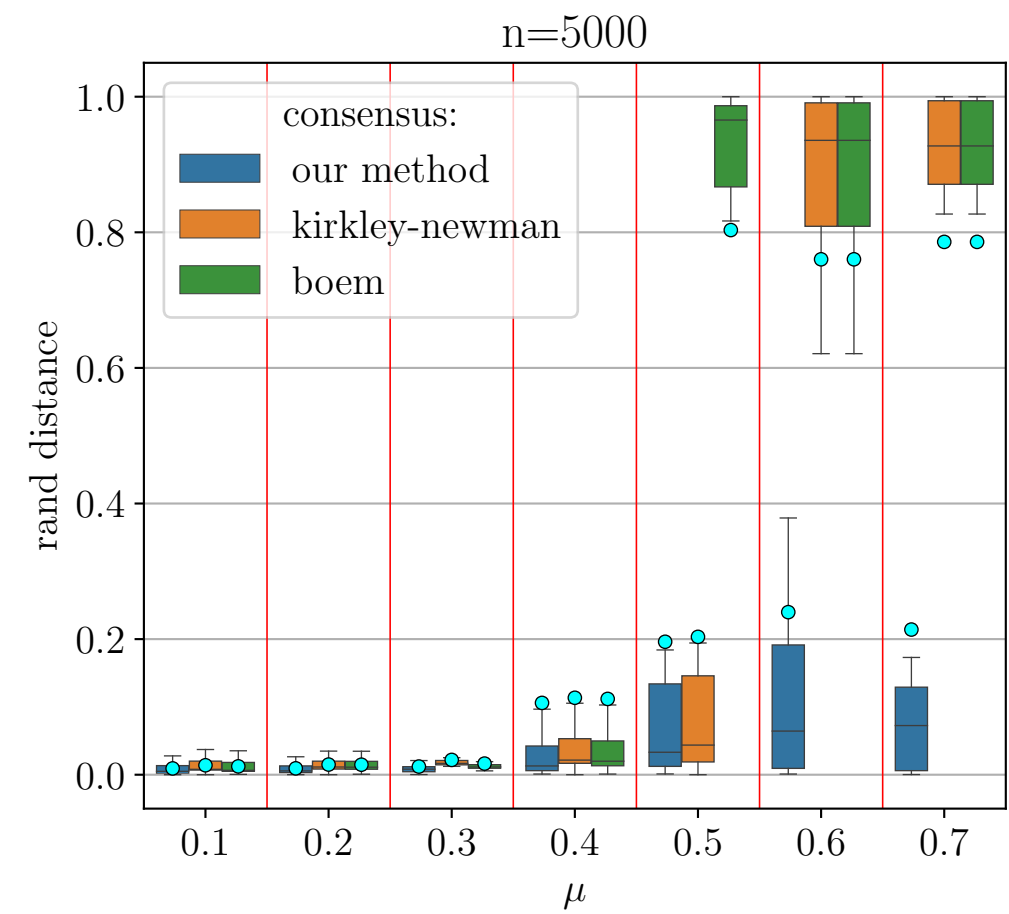 n=5000
consensus:
our method
kirkley-newman
boem
rand distance
1.0
0.8
0.6
0.4
0.2
0.0
0.1 0.2 0.3 0.4 0.5 0.6 0.7
μ